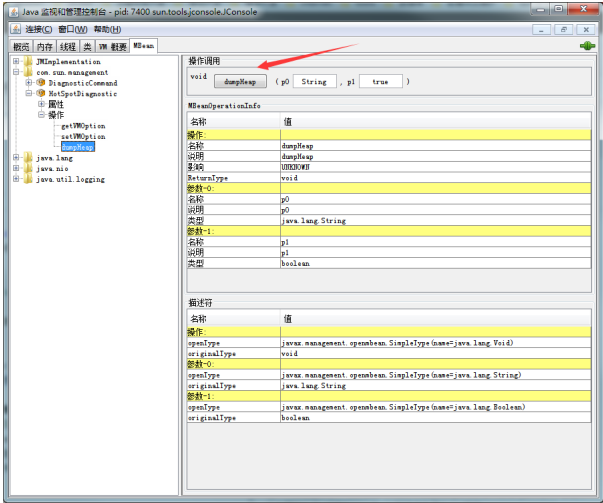 Java 监视和管理控制台 - pid: 7400 sun.tools.jconsole.JConsole
连接(C) 窗口(W) 帮助(H)
概览 内存 线程 类 VM 概要 MBean
JMImplementation
com.sun.management
DiagnosticCommand
HotSpotDiagnostic
属性
操作
getVMOption
setVMOption
dumpHeap
java.lang
java.nio
java.util.logging
操作调用
void dumpHeap ( p0 String , p1 true )
MBeanOperationInfo
名称 值
操作:
名称 dumpHeap
说明 dumpHeap
影响 UNKNOWN
ReturnType void
参数-0:
名称 p0
说明 p0
类型 java.lang.String
参数-1:
名称 p1
说明 p1
类型 boolean
描述符
名称 值
操作:
openType javax.management.openmbean.SimpleType(name=java.lang.Void)
originalType void
参数-0:
openType javax.management.openmbean.SimpleType(name=java.lang.String)
originalType java.lang.String
参数-1:
openType javax.management.openmbean.SimpleType(name=java.lang.Boolean)
originalType boolean